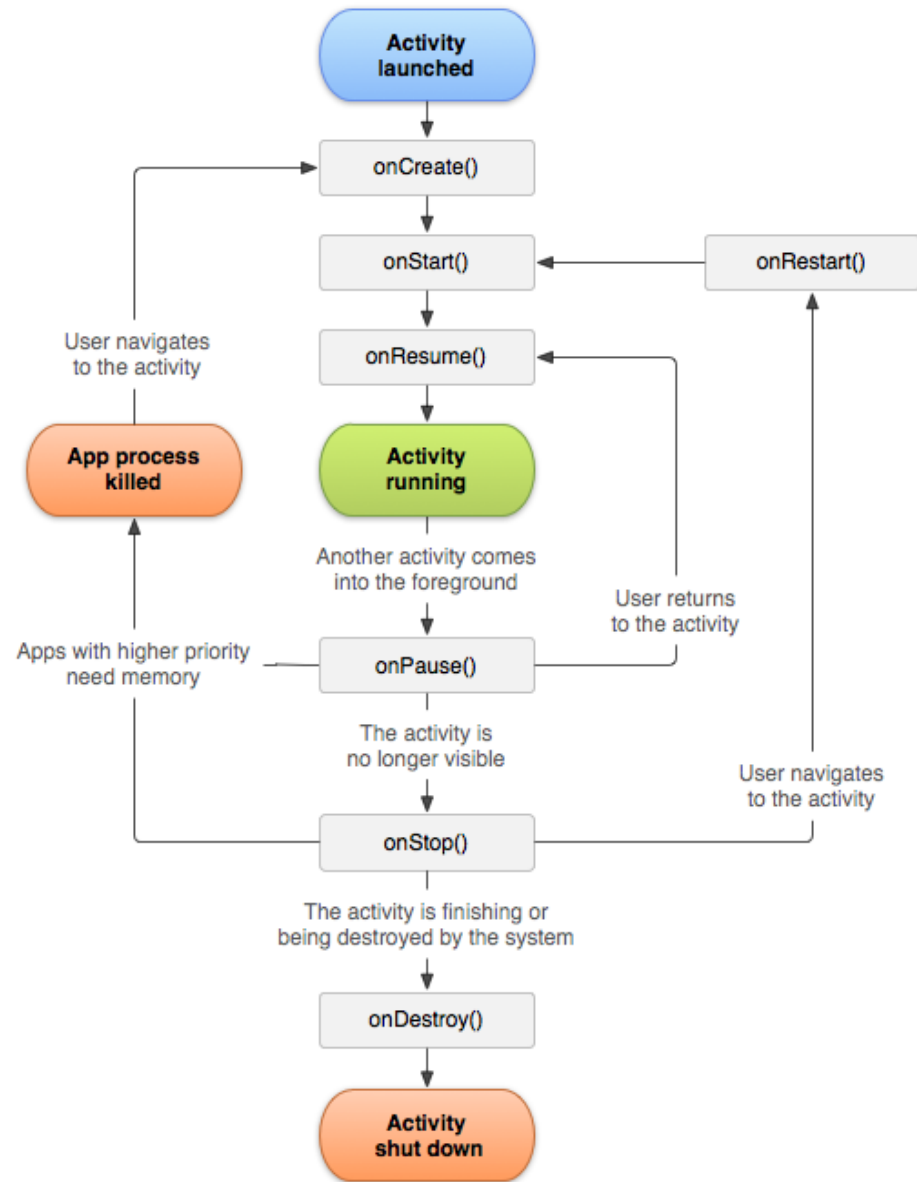 Activity
launched
onCreate()
onStart()
onRestart()
User navigates
to the activity
onResume()
App process
killed
Activity
running
Another activity comes
into the foreground
User returns
to the activity
Apps with higher priority
need memory
onPause()
The activity is
no longer visible
User navigates
to the activity
onStop()
The activity is finishing or
being destroyed by the system
onDestroy()
Activity
shut down